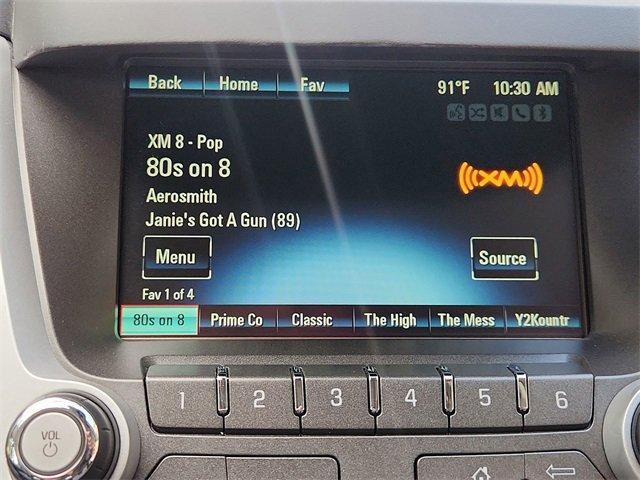 Back Home Fav 91°F 10:30 AM
XM 8 - Pop
80s on 8
XM
Aerosmith
Janie's Got A Gun (89)
Menu Source
Fav 1 of 4
80s on 8 Prime Co Classic The High The Mess Y2Kountr
1 2 3 4 5 6
VOL